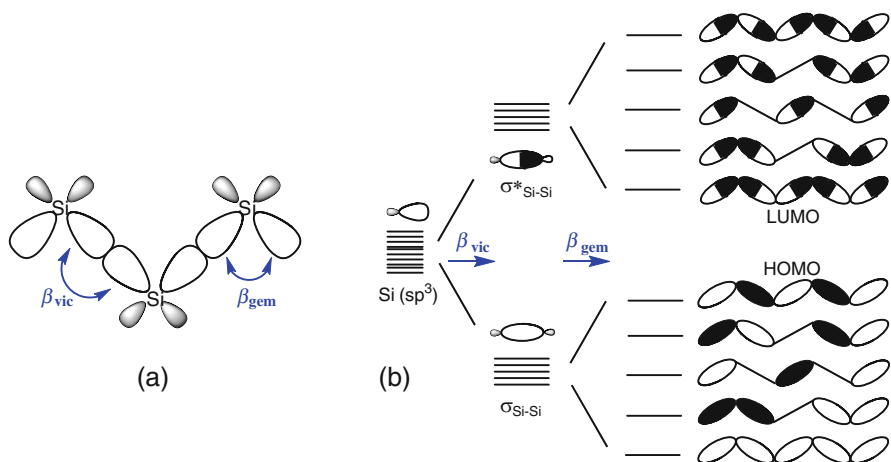 Si
Si
βvic
Si
βgem
(a)
(b)
Si (sp³)
βvic
σ*Si-Si
σSi-Si
βgem
LUMO
HOMO